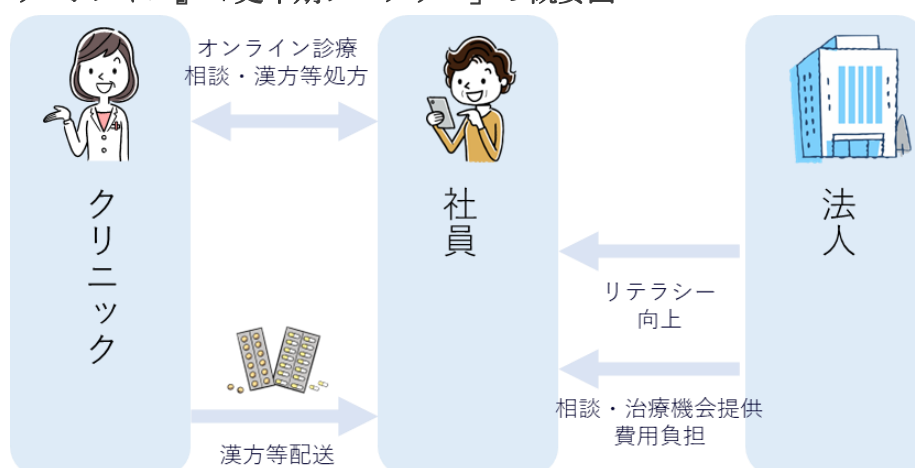 オンライン診療
相談・漢方等処方
クリニック
社員
法人
リテラシー
向上
相談・治療機会提供
費用負担
漢方等配送